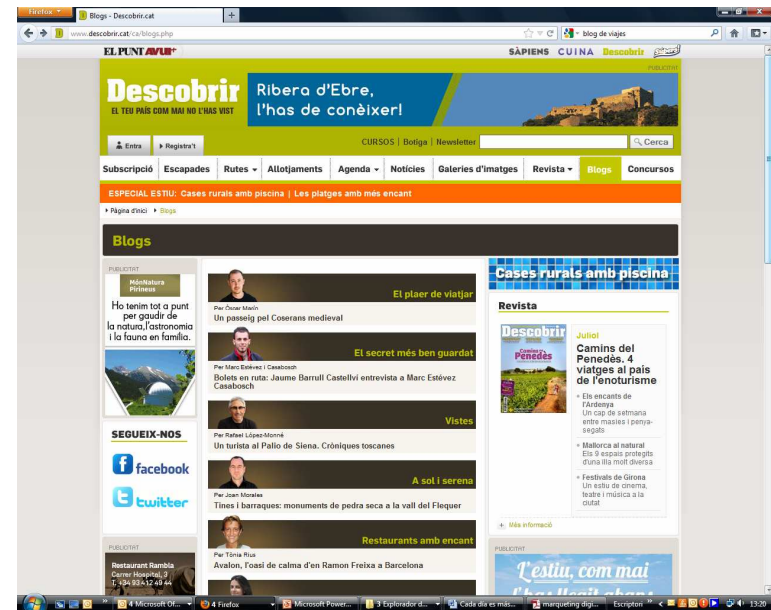 Firefox
Blogs - Descobrir.cat
www.descobrir.cat/ca/blogs.php
blog de viajes
EL PUNT AVUI+
SÀPIENS CUINA Descobrir
PUBLICITAT
Descobrir
EL TEU PAÍS COM MAI NO L'HAS VIST
Ribera d'Ebre,
l'has de conèixer!
Entra
Registra't
CURSOS | Botiga | Newsletter
Cerca
Subscripció Escapades Rutes Allotjaments Agenda Notícies Galeries d'imatges Revista Blogs Concursos
ESPECIAL ESTIU: Cases rurals amb piscina | Les platges amb més encant
Pàgina d'inici Blogs
Blogs
PUBLICITAT
MónNatura
Pirineus
Ho tenim tot a punt
per gaudir de
la natura,l'astronomia
i la fauna en família.
SEGUEIX-NOS
facebook
twitter
PUBLICITAT
Restaurant Rambla
Carrer Hospital, 3
T. +34 93 412 49 44
El plaer de viatjar
Per Òscar Marín
Un passeig pel Coserans medieval
El secret més ben guardat
Per Marc Estévez i Casabosch
Bolets en ruta: Jaume Barrull Castellví entrevista a Marc Estévez
Casabosch
Vistes
Per Rafael López-Monné
Un turista al Palio de Siena. Cròniques toscanes
A sol i serena
Per Joan Morales
Tines i barraques: monuments de pedra seca a la vall del Flequer
Restaurants amb encant
Per Tònia Rius
Avalon, l'oasi de calma d'en Ramon Freixa a Barcelona
Cases rurals amb piscina
Revista
Descobrir
Camins
Penedès
Juliol
Camins del
Penedès. 4
viatges al país
de l'enoturisme
Els encants de
l'Ardenya
Un cap de setmana
entre masies i penya-
segats
Mallorca al natural
Els 9 espais protegits
d'una illa molt diversa
Festivals de Girona
Un estiu de cinema,
teatre i música a la
ciutat
Més informació
PUBLICITAT
L'estiu, com mai
4 Microsoft Of...
4 Firefox
Microsoft Power...
3 Explorador d...
Cada dia es más...
marqueting digi...
Escriptori
13:20